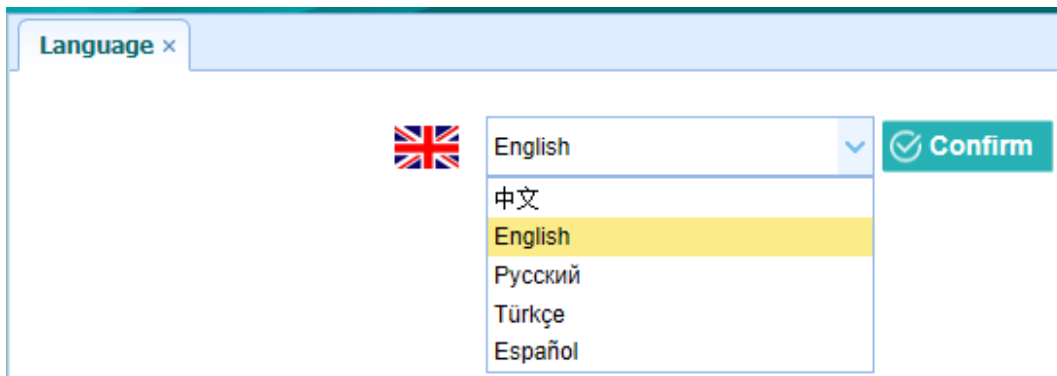 Language ×
English
Confirm
中文
English
Русский
Türkçe
Español